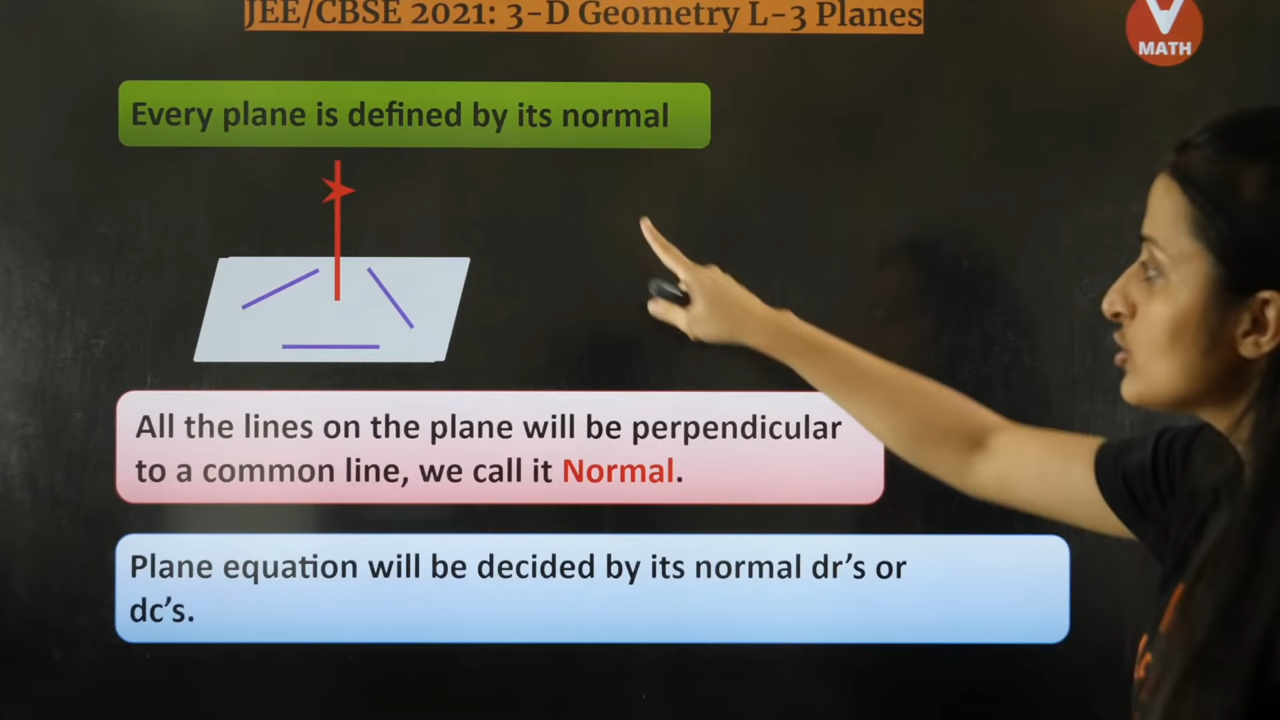 JEE/CBSE 2021: 3-D Geometry L-3 Planes
V
MATH
Every plane is defined by its normal
All the lines on the plane will be perpendicular
to a common line, we call it Normal.
Plane equation will be decided by its normal dr’s or
dc’s.